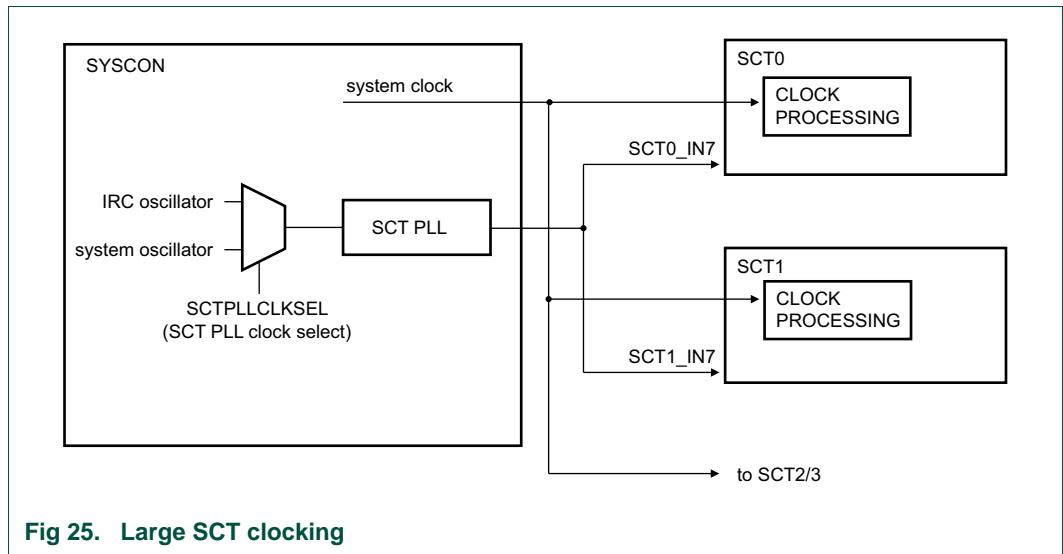 SYSCON
system clock
IRC oscillator
system oscillator
SCT PLL
SCTPLLCLKSEL
(SCT PLL clock select)
SCT0
CLOCK
PROCESSING
SCT0_IN7
SCT1
CLOCK
PROCESSING
SCT1_IN7
to SCT2/3
Fig 25. Large SCT clocking